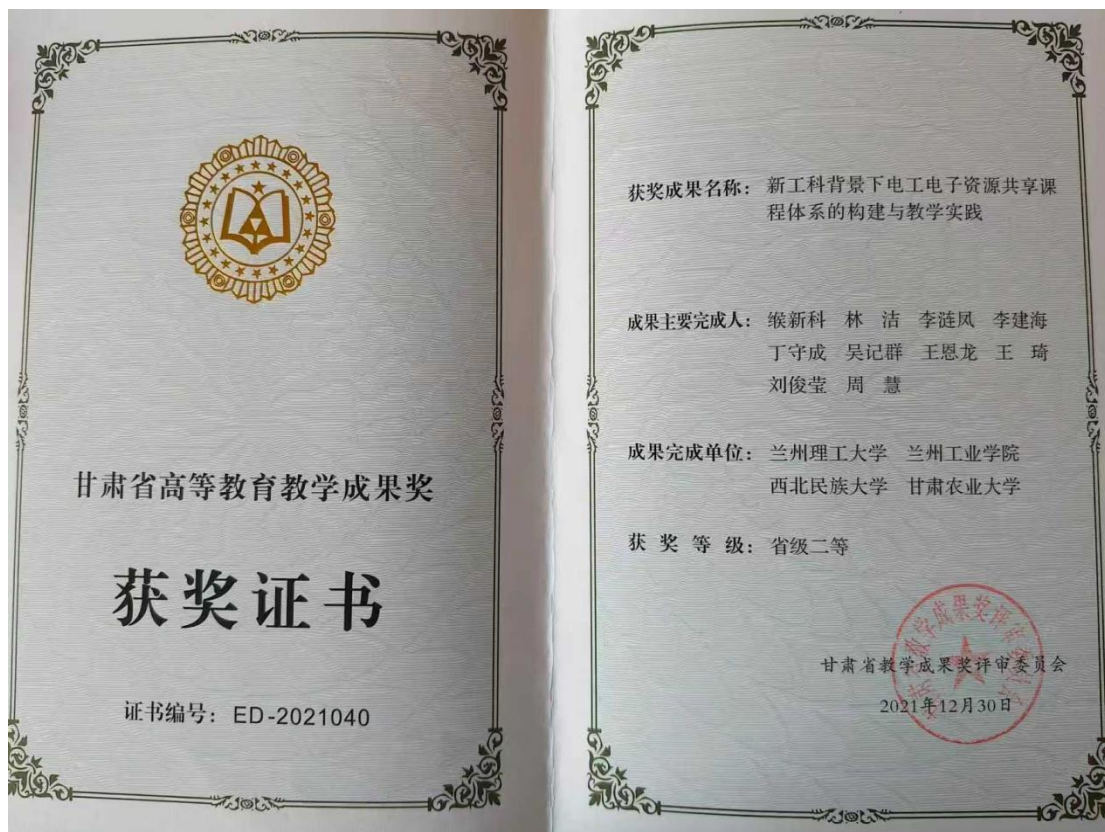 甘肃省高等教育教学成果奖
获奖证书
证书编号：ED-2021040
获奖成果名称：新工科背景下电工电子资源共享课
程体系的构建与教学实践
成果主要完成人：缑新科 林洁 李涟凤 李建海
丁守成 吴记群 王恩龙 王琦
刘俊莹 周慧
成果完成单位：兰州理工大学 兰州工业学院
西北民族大学 甘肃农业大学
获奖等级：省级二等
甘肃省教学成果奖评审委员会
2021年12月30日